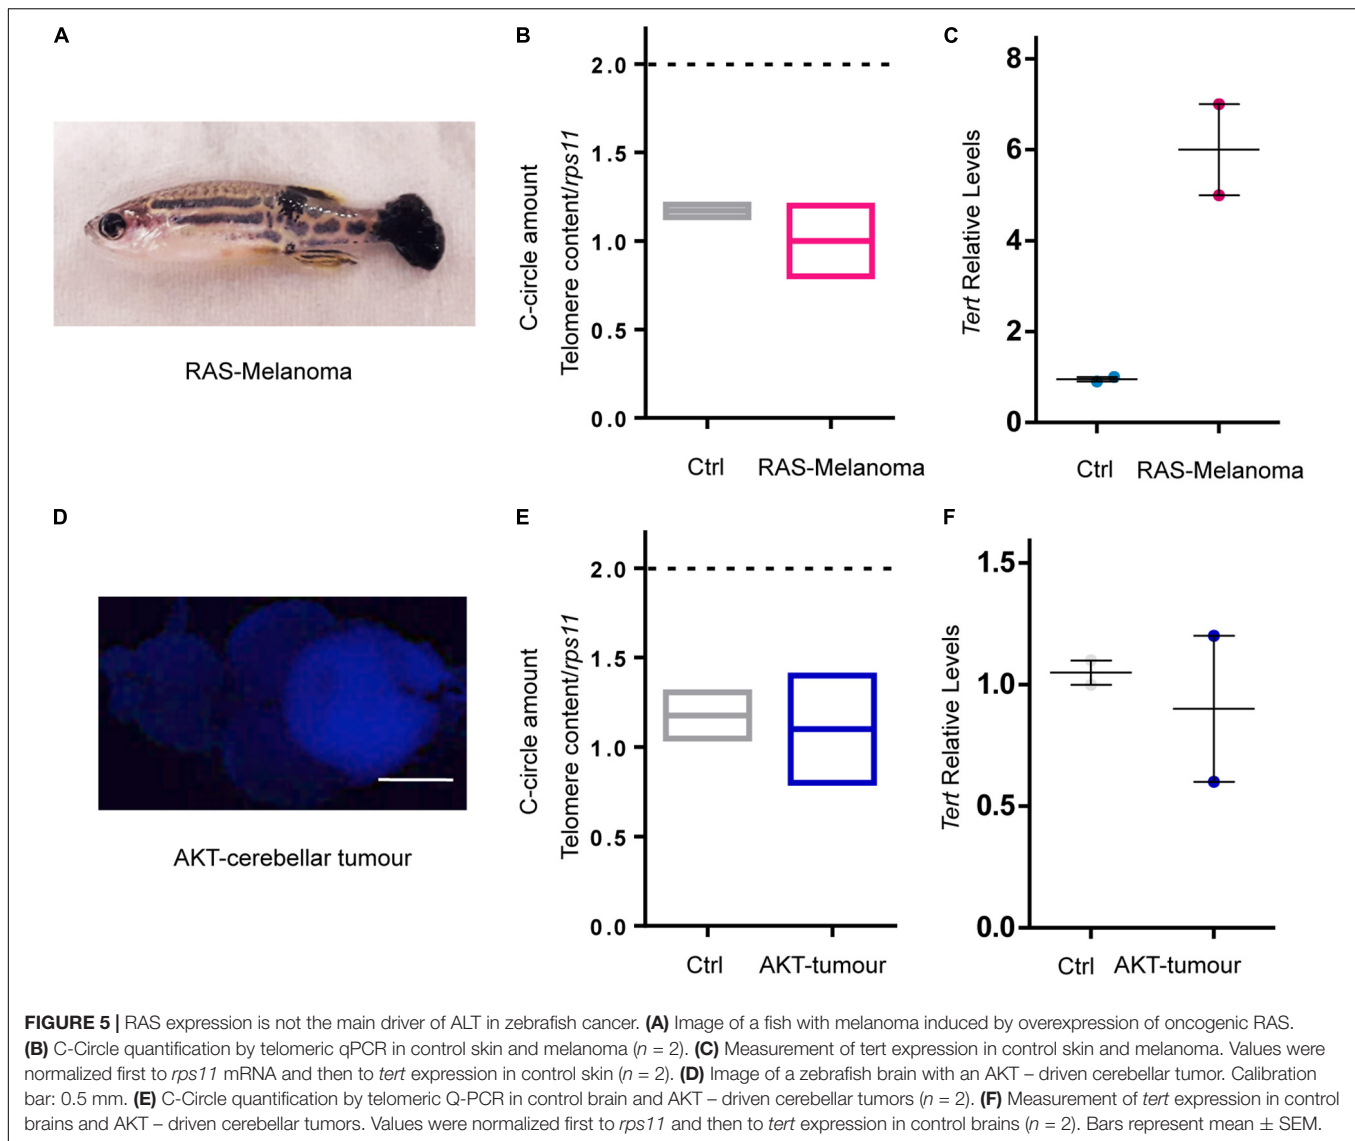 A
RAS-Melanoma
B
C-circle amount
Telomere content/rps11
2.0
1.5
1.0
0.5
0.0
Ctrl RAS-Melanoma
C
Tert Relative Levels
8
6
4
2
0
Ctrl RAS-Melanoma
D
AKT-cerebellar tumour
E
C-circle amount
Telomere content/rps11
2.0
1.5
1.0
0.5
0.0
Ctrl AKT-tumour
F
Tert Relative Levels
1.5
1.0
0.5
0.0
Ctrl AKT-tumour
FIGURE 5 | RAS expression is not the main driver of ALT in zebrafish cancer. (A) Image of a fish with melanoma induced by overexpression of oncogenic RAS.
(B) C-Circle quantification by telomeric qPCR in control skin and melanoma (n = 2). (C) Measurement of tert expression in control skin and melanoma. Values were
normalized first to rps11 mRNA and then to tert expression in control skin (n = 2). (D) Image of a zebrafish brain with an AKT – driven cerebellar tumor. Calibration
bar: 0.5 mm. (E) C-Circle quantification by telomeric Q-PCR in control brain and AKT – driven cerebellar tumors (n = 2). (F) Measurement of tert expression in control
brains and AKT – driven cerebellar tumors. Values were normalized first to rps11 and then to tert expression in control brains (n = 2). Bars represent mean ± SEM.